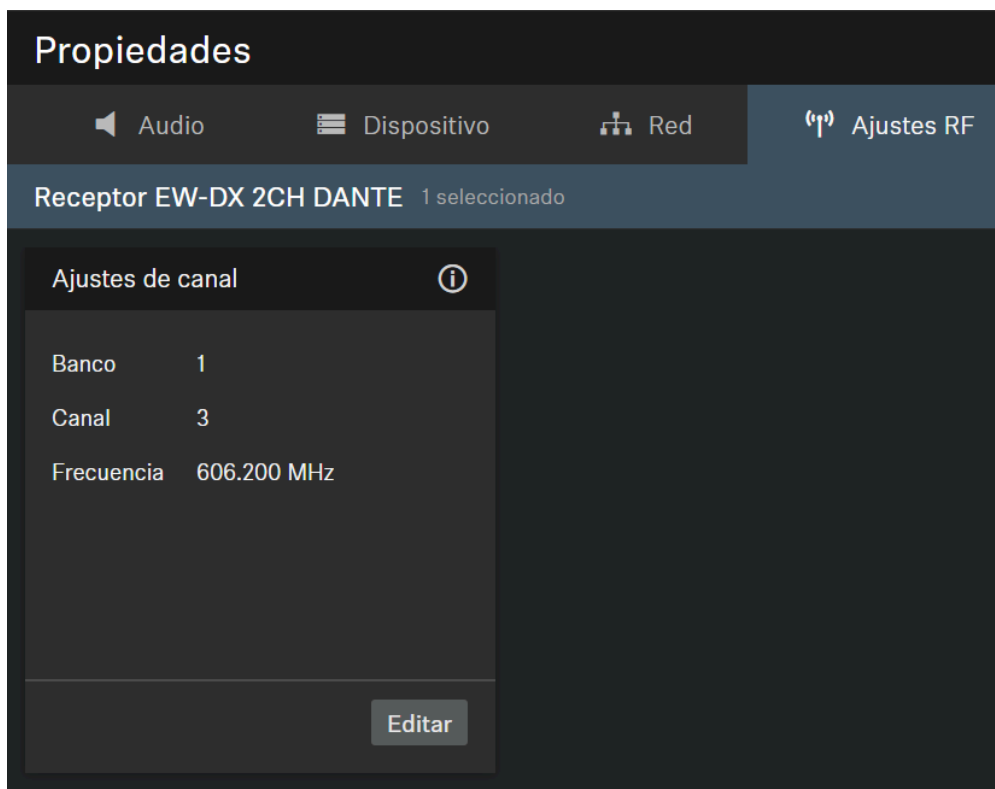 Propiedades
Audio Dispositivo Red Ajustes RF
Receptor EW-DX 2CH DANTE 1 seleccionado
Ajustes de canal
Banco 1
Canal 3
Frecuencia 606.200 MHz
Editar